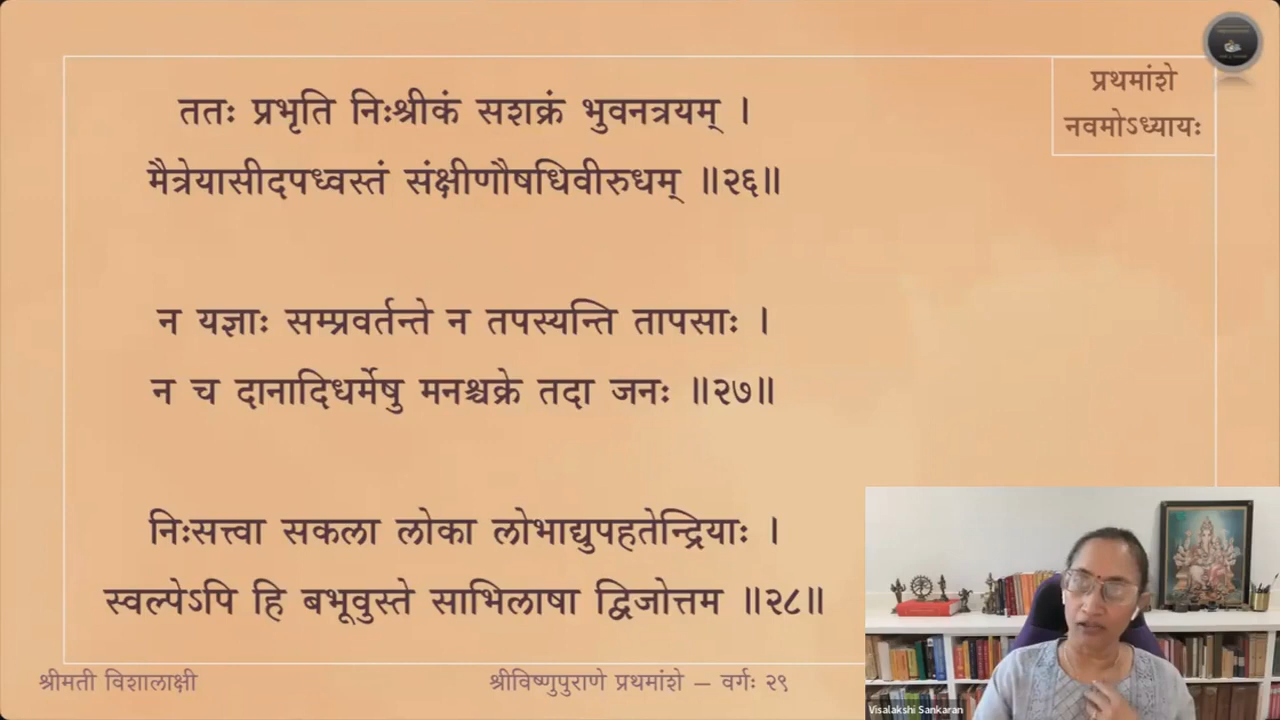 प्रथमांशे
नवमोऽध्यायः
ततः प्रभृति निःश्रीकं सशक्रं भुवनत्रयम् ।
मैत्रेयासीदपध्वस्तं संक्षीणौषधिवीरुधम् ॥२६॥
न यज्ञाः सम्प्रवर्तन्ते न तपस्यन्ति तापसाः ।
न च दानादिधर्मेषु मनश्चक्रे तदा जनः ॥२७॥
निःसत्त्वा सकला लोका लोभाद्युपहतेन्द्रियाः ।
स्वल्पेऽपि हि बभूवुस्ते साभिलाषा द्विजोत्तम ॥२८॥
श्रीमती विशालाक्षी
श्रीविष्णुपुराणे प्रथमांशे – वर्गः २९
Visalakshi Sankaran